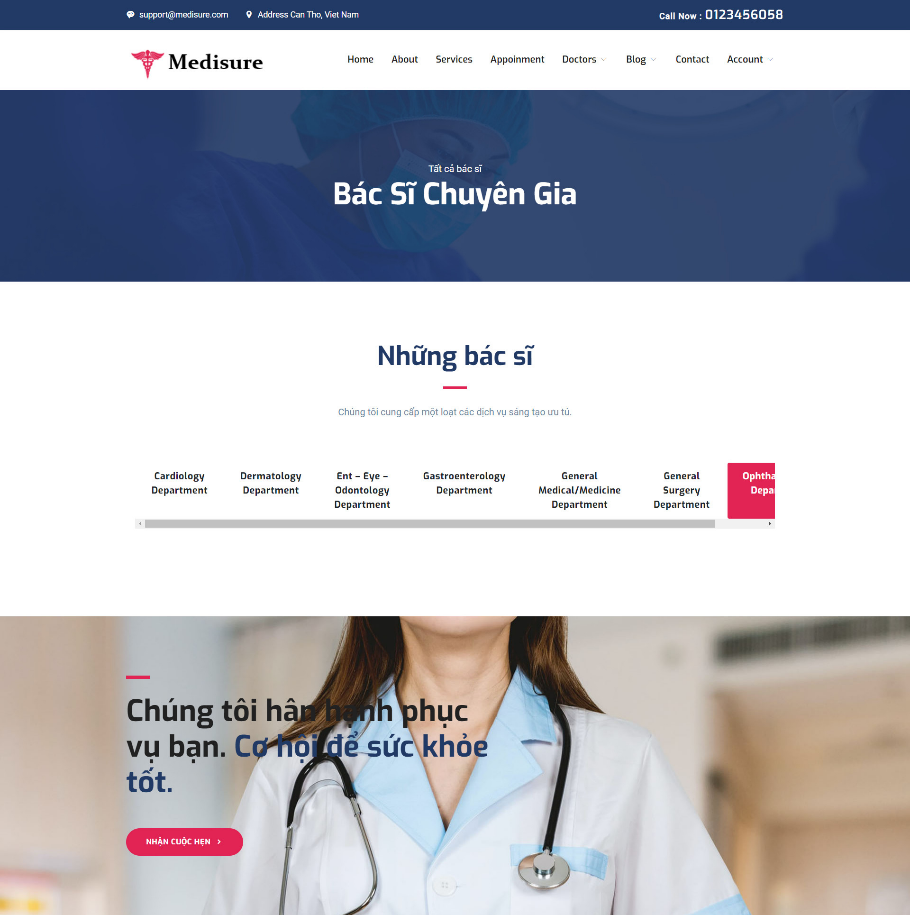 support@medisure.com Address Can Tho, Viet Nam Call Now : 0123456058
Medisure Home About Services Appoinment Doctors Blog Contact Account
Tất cả bác sĩ
Bác Sĩ Chuyên Gia
Những bác sĩ
Chúng tôi cung cấp một loạt các dịch vụ sáng tạo ưu tú.
Cardiology
Department
Dermatology
Department
Ent – Eye –
Odontology
Department
Gastroenterology
Department
General
Medical/Medicine
Department
General
Surgery
Department
Chúng tôi hân hạnh phục
vụ bạn. Cơ hội để sức khỏe
tốt.
NHẬN CUỘC HẸN